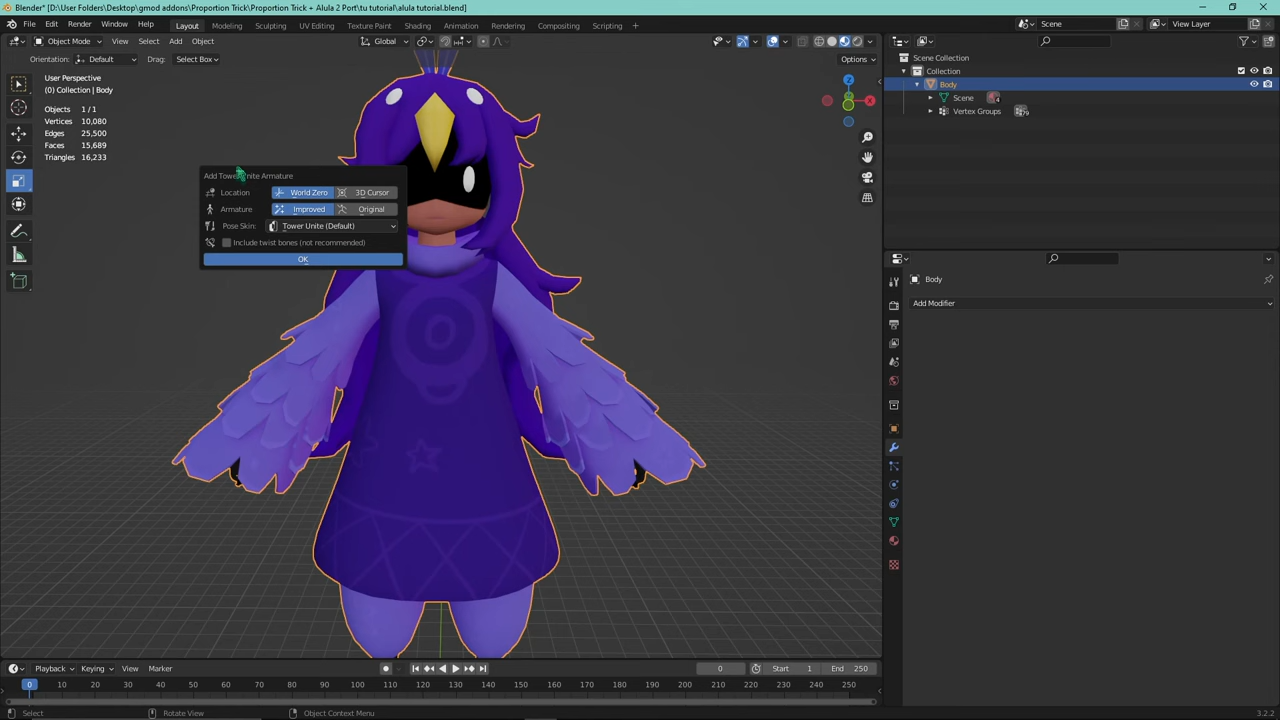 Blender* [D:\User Folders\Desktop\gmod addons\Proportion Trick\Proportion Trick + Alula 2 Port\tu tutorial\alula tutorial.blend]
File Edit Render Window Help Layout Modeling Sculpting UV Editing Texture Paint Shading Animation Rendering Compositing Scripting + Scene View Layer
Object Mode View Select Add Object Global
Orientation: Default Drag: Select Box Options
User Perspective
(0) Collection | Body
Objects 1 / 1
Vertices 10,080
Edges 25,500
Faces 15,689
Triangles 16,233
Z
X
Add Tower Unite Armature
Location World Zero 3D Cursor
Armature Improved Original
Pose Skin: Tower Unite (Default)
Include twist bones (not recommended)
OK
Scene Collection
Collection
Body
Scene 4
Vertex Groups 79
Body
Add Modifier
Playback Keying View Marker 0 Start 1 End 250
0 10 20 30 40 50 60 70 80 90 100 110 120 130 140 150 160 170 180 190 200 210 220 230 240 250
Select Rotate View Object Context Menu 3.2.2